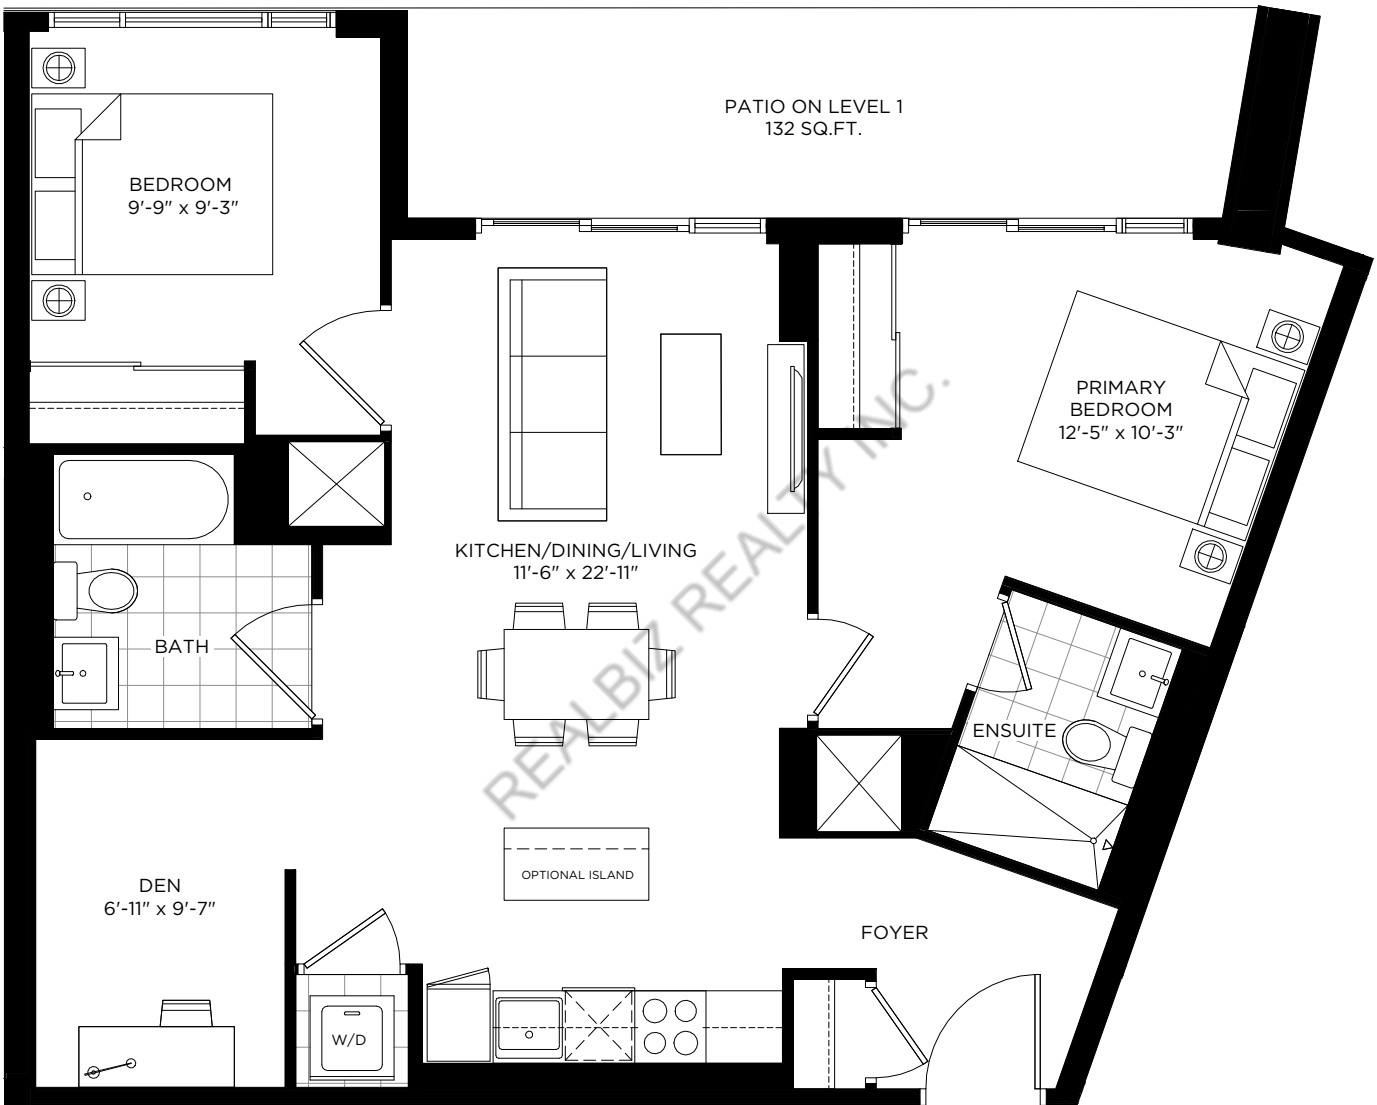 PATIO ON LEVEL 1
132 SQ.FT.
BEDROOM
9'-9" x 9'-3"
PRIMARY
BEDROOM
12'-5" x 10'-3"
KITCHEN/DINING/LIVING
11'-6" x 22'-11"
BATH
ENSUITE
OPTIONAL ISLAND
DEN
6'-11" x 9'-7"
FOYER
W/D
REALBIZ REALTY INC.